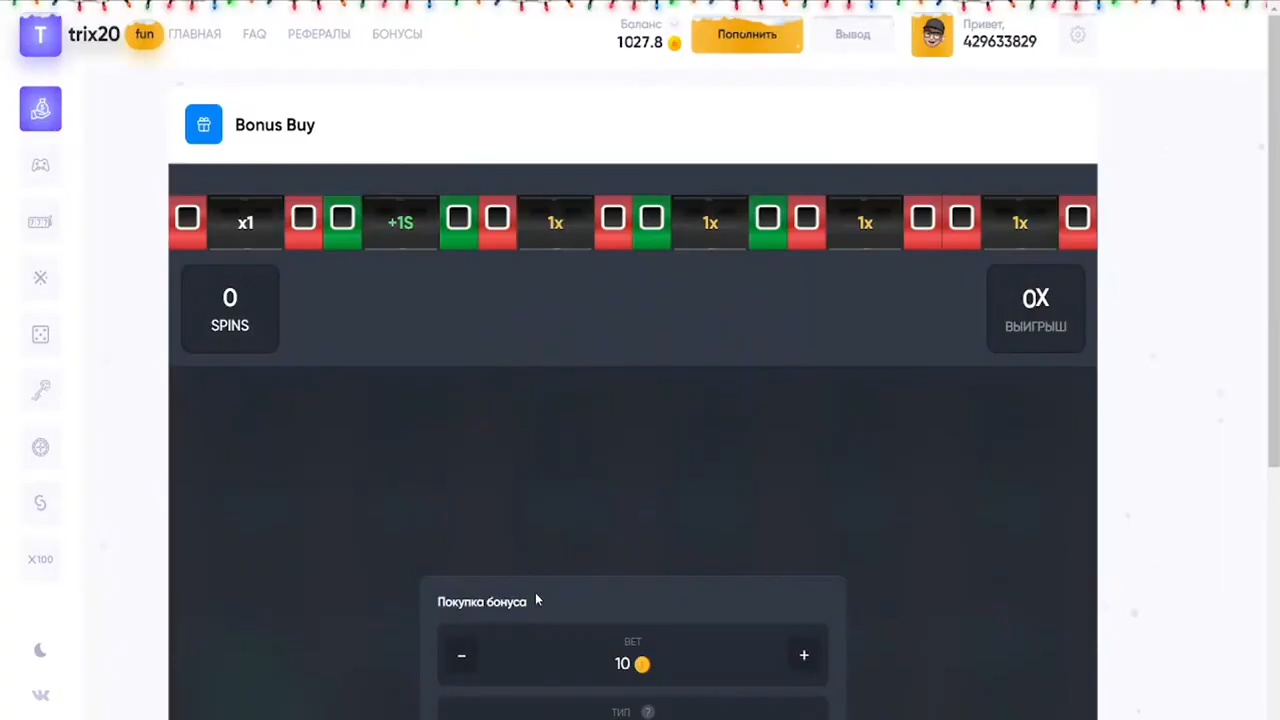 T trix20 fun ГЛАВНАЯ FAQ РЕФЕРАЛЫ БОНУСЫ Баланс 1027.8 Пополнить Вывод Привет, 429633829
Bonus Buy
x1 +1S 1x 1x 1x 1x
0
SPINS
0X
ВЫИГРЫШ
Покупка бонуса
BET
- 10 +
ТИП ?
X100